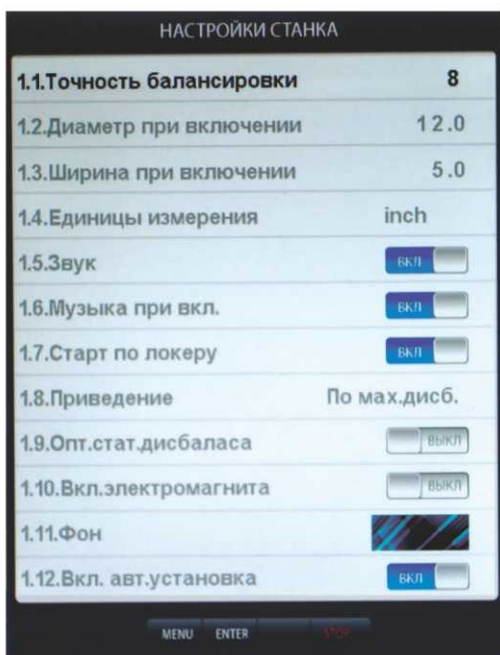 НАСТРОЙКИ СТАНКА
1.1.Точность балансировки 8
1.2.Диаметр при включении 12.0
1.3.Ширина при включении 5.0
1.4.Единицы измерения inch
1.5.Звук ВКЛ
1.6.Музыка при вкл. ВКЛ
1.7.Старт по локеру ВКЛ
1.8.Приведение По мах.дисб.
1.9.Опт.стат.дисбаласа ВЫКЛ
1.10.Вкл.электромагнита ВЫКЛ
1.11.Фон
1.12.Вкл. авт.установка ВКЛ
MENU ENTER STOP